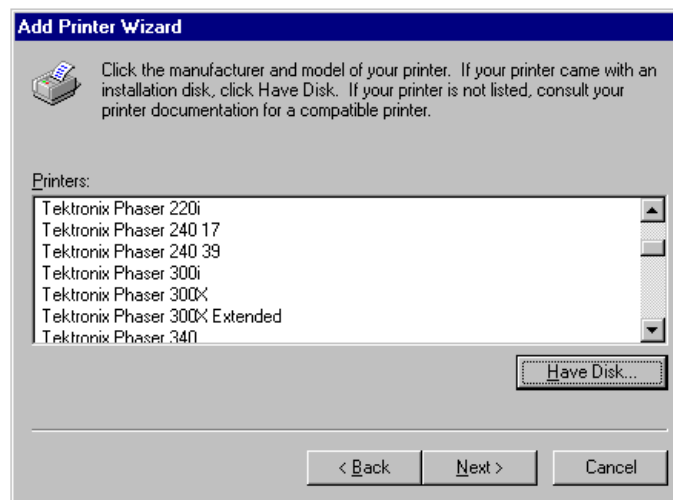 Add Printer Wizard
Click the manufacturer and model of your printer.  If your printer came with an
installation disk, click Have Disk.  If your printer is not listed, consult your
printer documentation for a compatible printer.
Printers:
Tektronix Phaser 220i
Tektronix Phaser 240 17
Tektronix Phaser 240 39
Tektronix Phaser 300i
Tektronix Phaser 300X
Tektronix Phaser 300X Extended
Tektronix Phaser 340
Have Disk...
< Back
Next >
Cancel